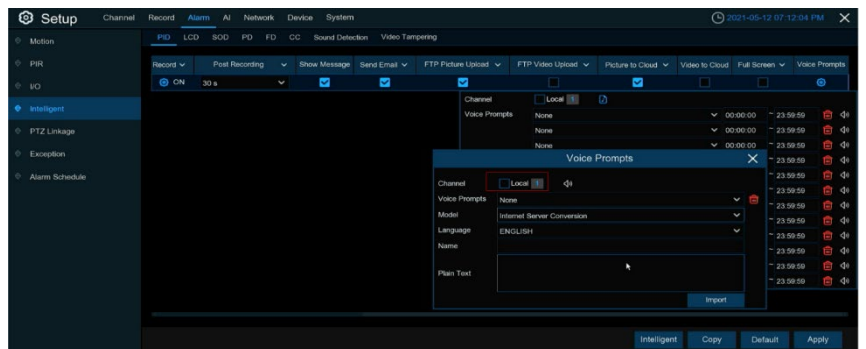 Setup Channel Record Alarm AI Network Device System 2021-05-12 07:12:04 PM X
Motion PID LCD SOD PD FD CC Sound Detection Video Tampering
PIR Record Post Recording Show Message Send Email FTP Picture Upload FTP Video Upload Picture to Cloud Video to Cloud Full Screen Voice Prompts
I/O ON 30 s
Intelligent Channel Local 1
Voice Prompts None 00:00:00 ~ 23:59:59
PTZ Linkage None 00:00:00 ~ 23:59:59
None 00:00:00 ~ 23:59:59
Exception Voice Prompts X ~ 23:59:59
Alarm Schedule Channel Local 1 ~ 23:59:59
~ 23:59:59
Voice Prompts None ~ 23:59:59
Model Internet Server Conversion ~ 23:59:59
Language ENGLISH ~ 23:59:59
Name ~ 23:59:59
~ 23:59:59
Plain Text ~ 23:59:59
Import
Intelligent Copy Default Apply